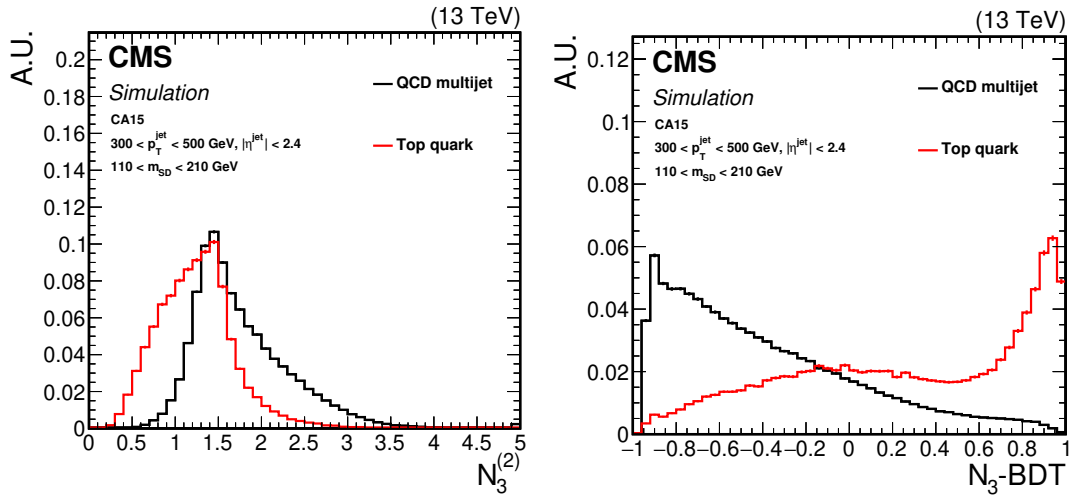 (13 TeV)
A.U.
0.2
0.18
0.16
0.14
0.12
0.1
0.08
0.06
0.04
0.02
0
CMS
Simulation
CA15
300 < p_T^jet < 500 GeV, |η^jet| < 2.4
110 < m_SD < 210 GeV
QCD multijet
Top quark
0 0.5 1 1.5 2 2.5 3 3.5 4 4.5 5
N_3^(2)
(13 TeV)
A.U.
0.12
0.1
0.08
0.06
0.04
0.02
0
CMS
Simulation
CA15
300 < p_T^jet < 500 GeV, |η^jet| < 2.4
110 < m_SD < 210 GeV
QCD multijet
Top quark
−1 −0.8 −0.6 −0.4 −0.2 0 0.2 0.4 0.6 0.8 1
N_3-BDT